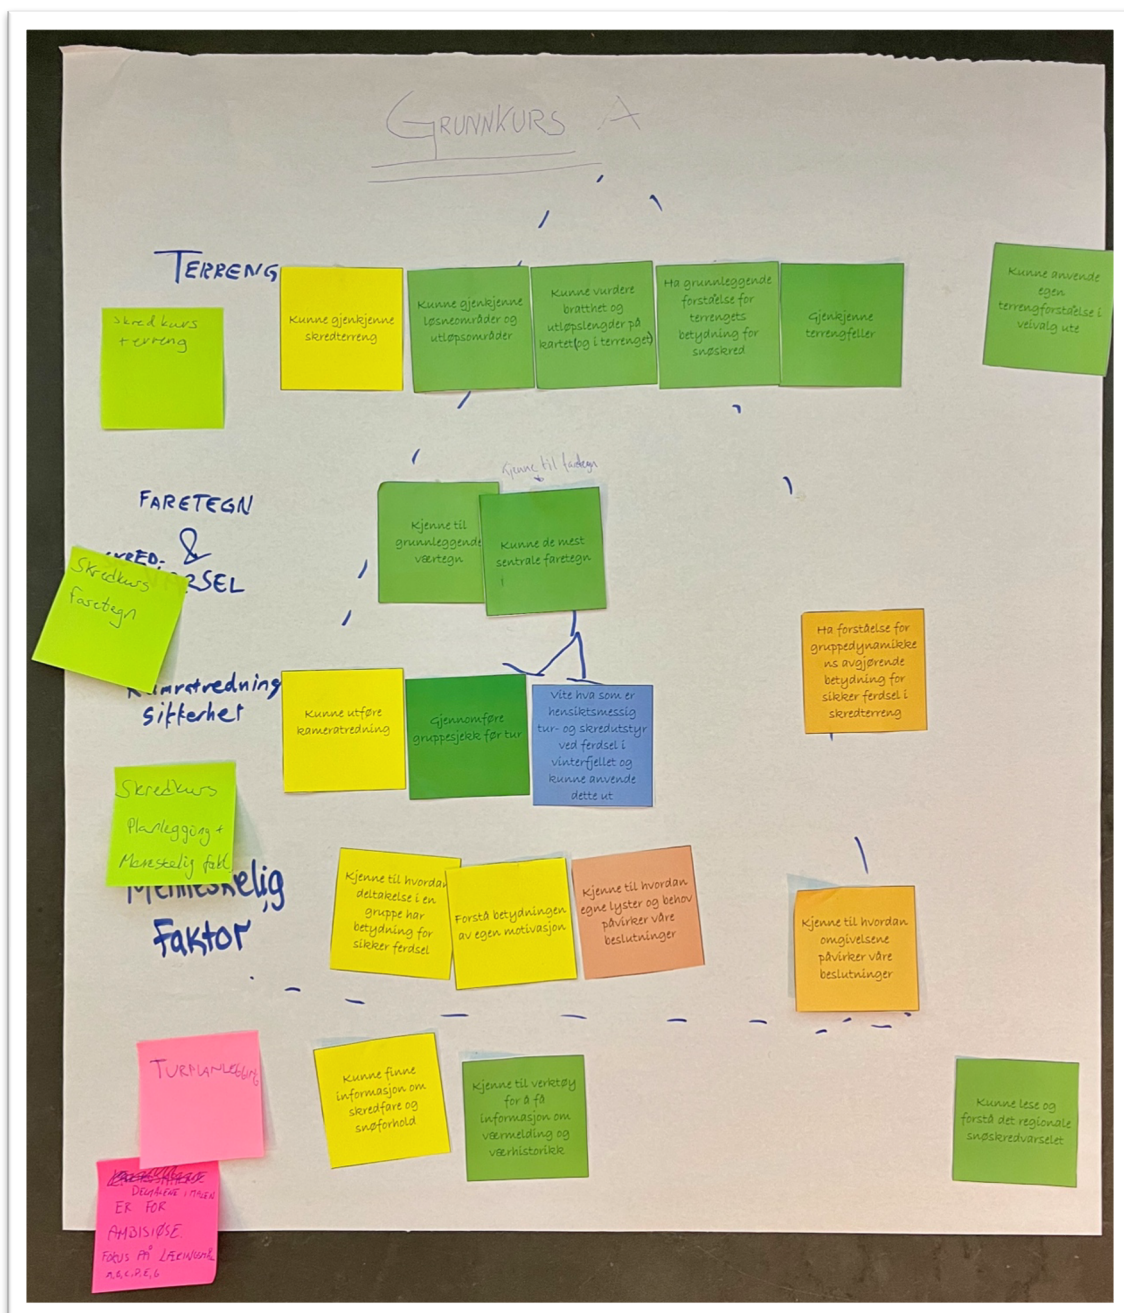 GRUNNKURS A
TERRENG
Skredkurs
+ terreng
Kunne gjenkjenne
skredterreng
Kunne gjenkjenne
løsneområder og
utløpsområder
Kunne vurdere
bratthet og
utløpslengder på
kartet(og i terrenget)
Ha grunnleggende
forståelse for
terrengets
betydning for
snøskred
Gjenkjenne
terrengfeller
Kunne anvende
egen
terrengforståelse i
veivalg ute
FARETEGN
&
SKRED-
RSEL
Skredkurs
Faretegn
Kjenne til
grunnleggende
værtegn
Kjenne til faretegn
Kunne de mest
sentrale faretegn
Ha forståelse for
gruppedynamikke
ns avgjørende
betydning for
sikker ferdsel i
skredterreng
Kamratredning
sikkerhet
Kunne utføre
kameratredning
Gjennomføre
gruppesjekk før tur
Vite hva som er
hensiktsmessig
tur- og skredutstyr
ved ferdsel i
vinterfjellet og
kunne anvende
dette ut
Skredkurs
Planlegging +
Menneskelig
Faktor
Kjenne til hvordan
deltakelse i en
gruppe har
betydning for
sikker ferdsel
Forstå betydningen
av egen motivasjon
Kjenne til hvordan
egne lyster og behov
påvirker våre
beslutninger
Kjenne til hvordan
omgivelsene
påvirker våre
beslutninger
TURPLANLEGGING
Kunne finne
informasjon om
skredfare og
snøforhold
Kjenne til verktøy
for å få
informasjon om
værmelding og
værhistorikk
Kunne lese og
forstå det regionale
snøskredvarselet
DELMÅLENE I
ER FOR
AMBISIØSE.
FOKUS PÅ